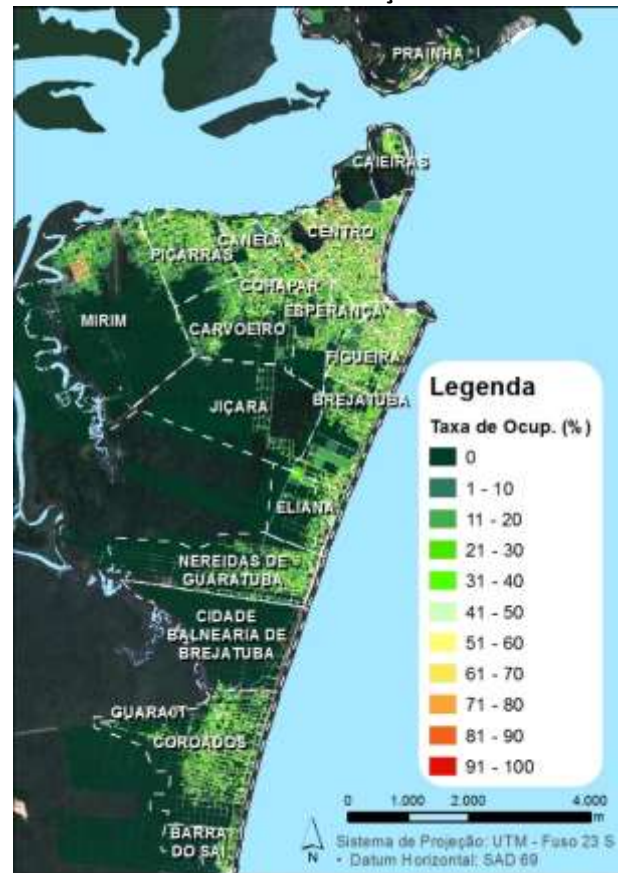 PRAINHA
CAIEIRAS
CENTRO
CANELA
PIÇARRAS
COHAPAR
ESPERANÇA
MIRIM
CARVOEIRO
FIGUEIRA
JIÇARA
BREJATUBA
ELIANA
NEREIDAS DE
GUARATUBA
CIDADE
BALNEARIA DE
BREJATUBA
COROADOS
BARRA
DO SAÍ
Legenda
Taxa de Ocup. (%)
0
1 - 10
11 - 20
21 - 30
31 - 40
41 - 50
51 - 60
61 - 70
71 - 80
81 - 90
91 - 100
0 1.000 2.000 4.000
m
N
Sistema de Projeção: UTM - Fuso 23 S
• Datum Horizontal: SAD 69